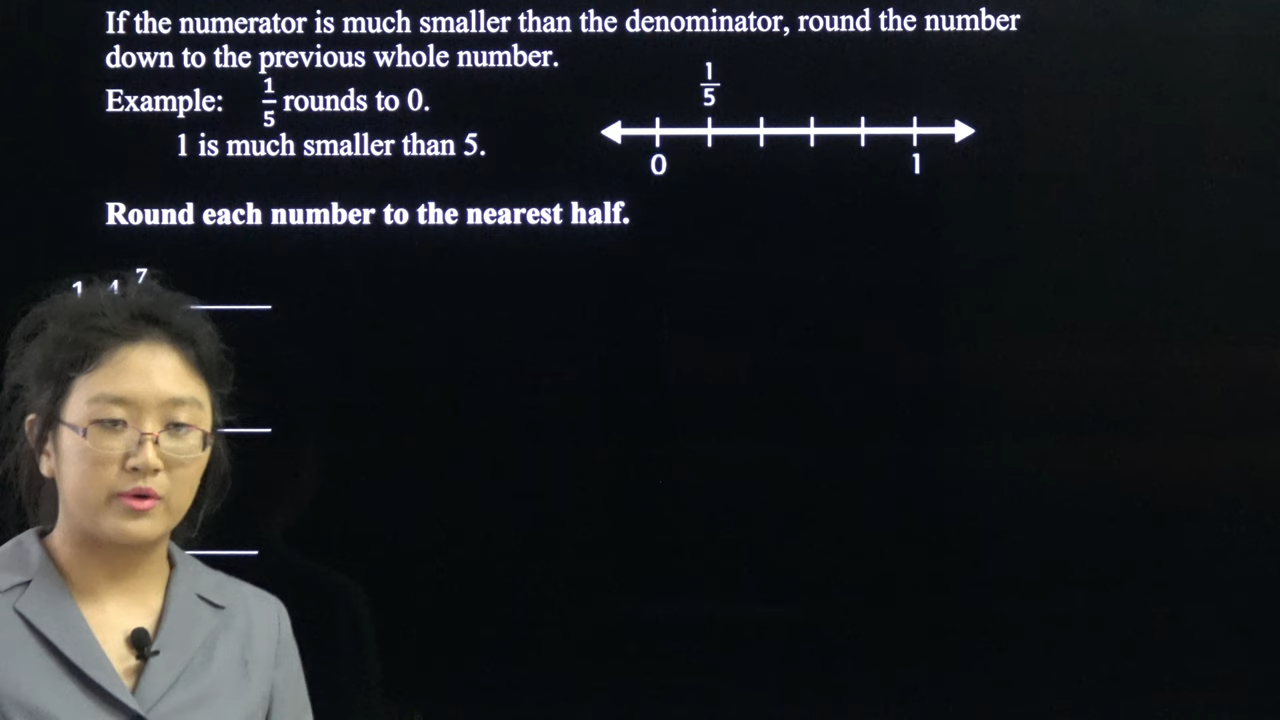 If the numerator is much smaller than the denominator, round the number
down to the previous whole number.
Example: 1/5 rounds to 0.
1 is much smaller than 5.
1/5
0 1
Round each number to the nearest half.
7